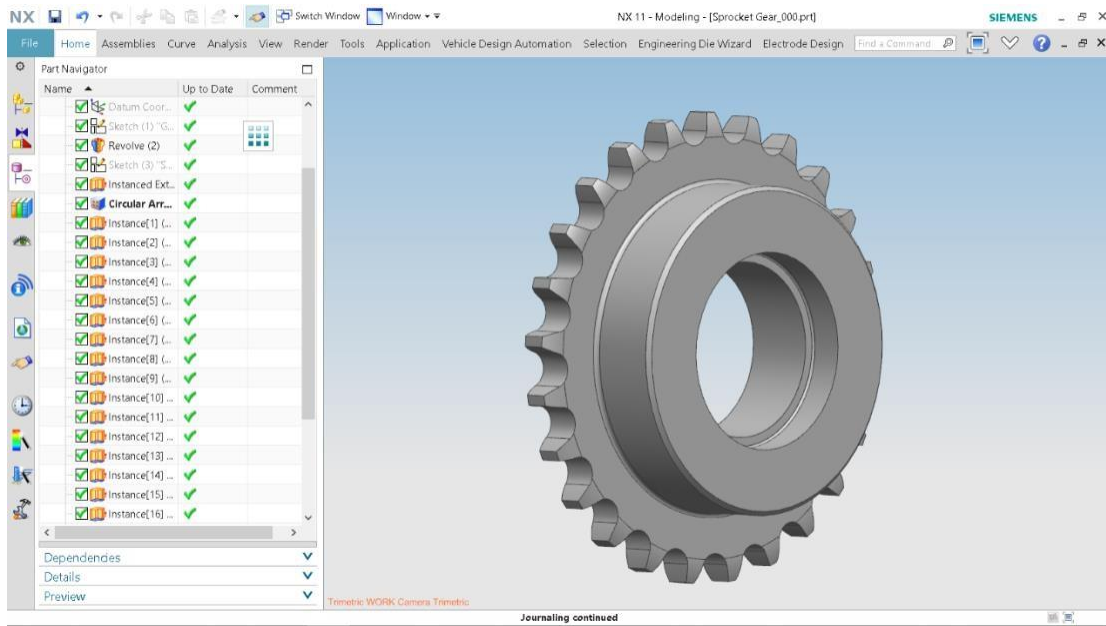 NX Switch Window Window NX 11 - Modeling - [Sprocket Gear_000.prt] SIEMENS
File Home Assemblies Curve Analysis View Render Tools Application Vehicle Design Automation Selection Engineering Die Wizard Electrode Design Find a Command
Part Navigator
Name Up to Date Comment
Datum Coor...
Sketch (1) "G...
Revolve (2)
Sketch (3) "S...
Instanced Ext...
Circular Arr...
Instance[1] (...
Instance[2] (...
Instance[3] (...
Instance[4] (...
Instance[5] (...
Instance[6] (...
Instance[7] (...
Instance[8] (...
Instance[9] (...
Instance[10] ...
Instance[11] ...
Instance[12] ...
Instance[13] ...
Instance[14] ...
Instance[15] ...
Instance[16] ...
Dependencies
Details
Preview
Trimetric WORK Camera Trimetric
Journaling continued